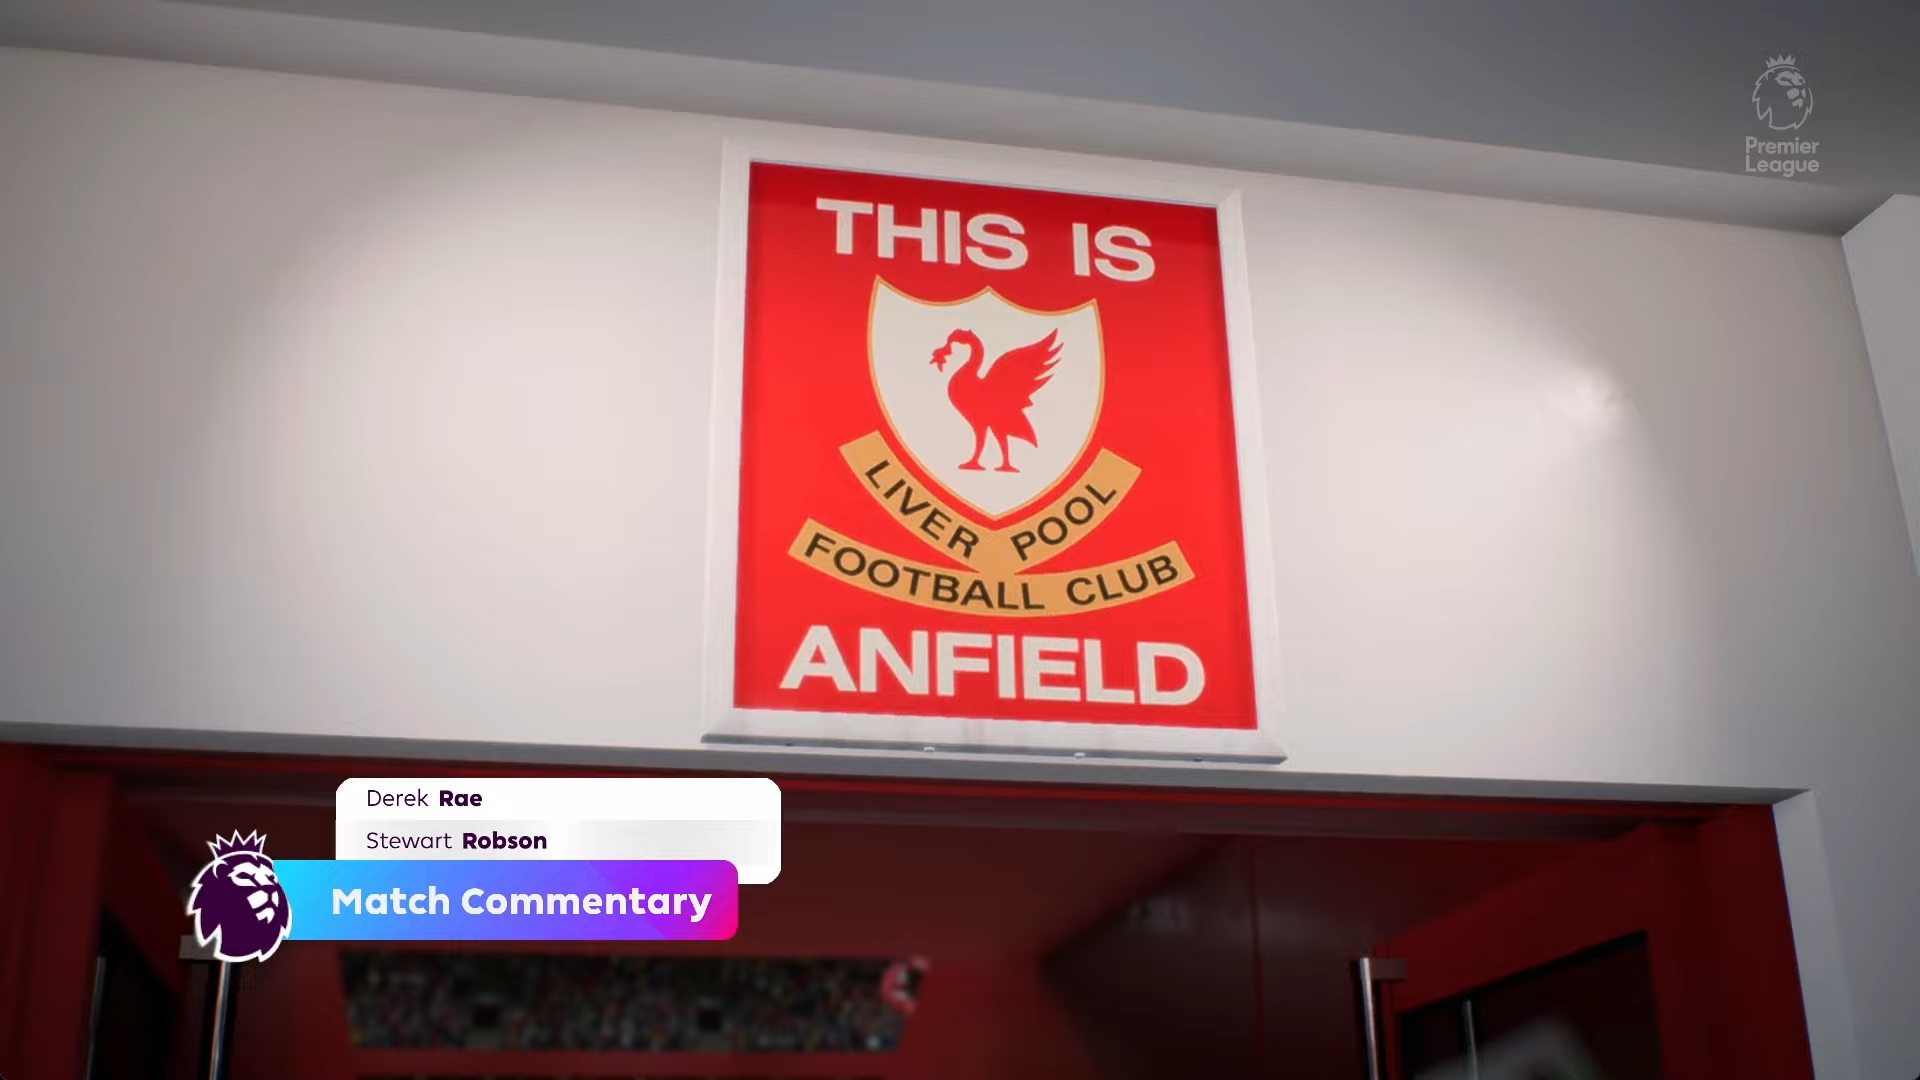 Premier
League
THIS IS
LIVER POOL
FOOTBALL CLUB
ANFIELD
Derek Rae
Stewart Robson
Match Commentary